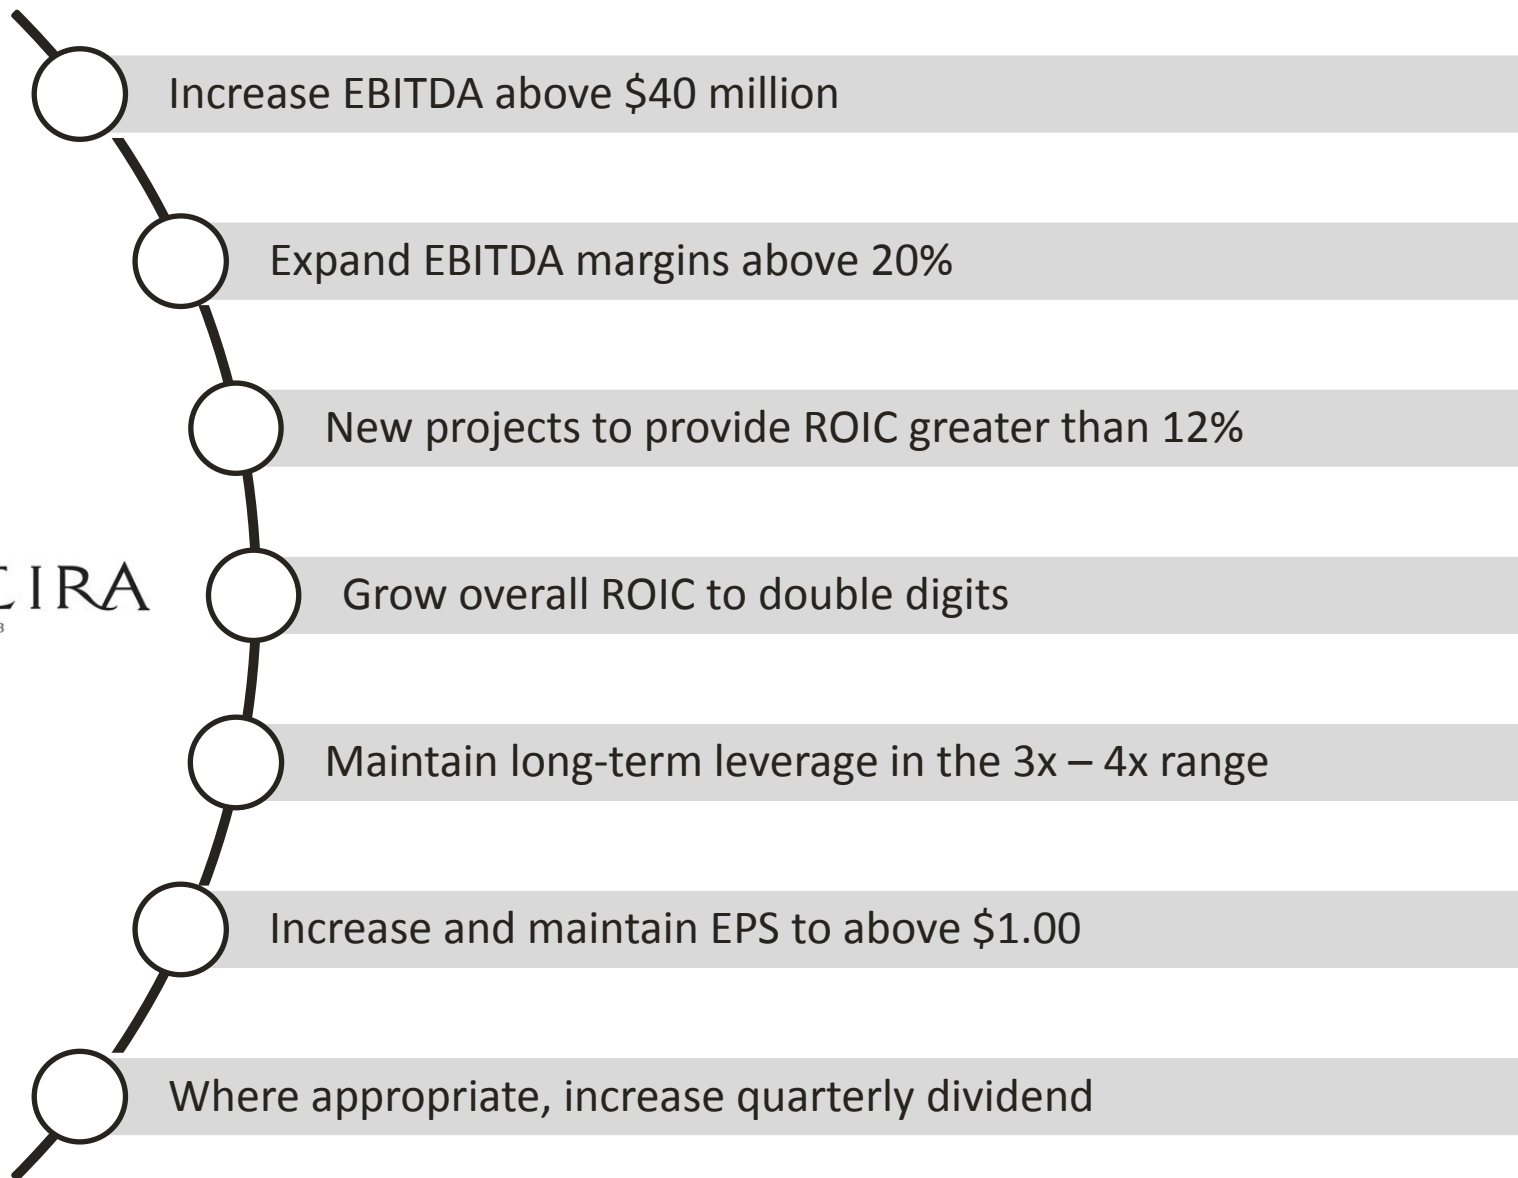 Increase EBITDA above $40 million
Expand EBITDA margins above 20%
New projects to provide ROIC greater than 12%
Grow overall ROIC to double digits
Maintain long-term leverage in the 3x – 4x range
Increase and maintain EPS to above $1.00
Where appropriate, increase quarterly dividend